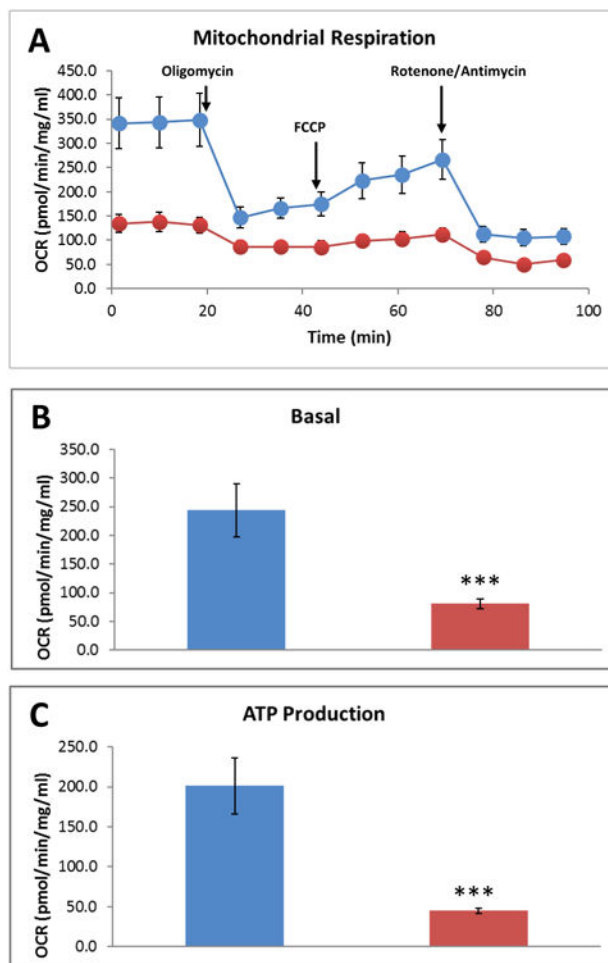 A
Mitochondrial Respiration
OCR (pmol/min/mg/ml)
450.0
400.0
350.0
300.0
250.0
200.0
150.0
100.0
50.0
0.0
Oligomycin
FCCP
Rotenone/Antimycin
0 20 40 60 80 100
Time (min)
B
Basal
OCR (pmol/min/mg/ml)
350.0
300.0
250.0
200.0
150.0
100.0
50.0
0.0
***
C
ATP Production
OCR (pmol/min/mg/ml)
250.0
200.0
150.0
100.0
50.0
0.0
***